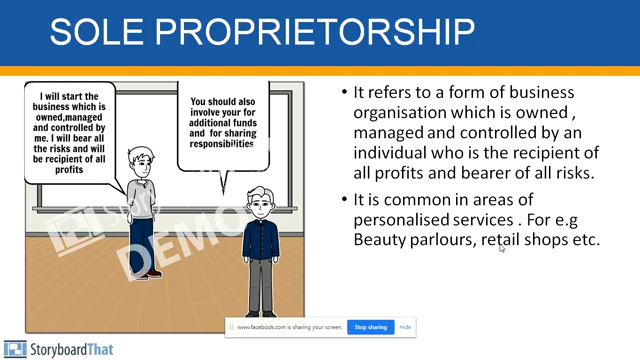 SOLE PROPRIETORSHIP
I will start the
business which is
owned,managed
and controlled by
me. I will bear all
the risks and will
be recipient of all
profits
You should also
involve your for
additional funds
and for sharing
responsibilities
DEMO
• It refers to a form of business
organisation which is owned ,
managed and controlled by an
individual who is the recipient of
all profits and bearer of all risks.
• It is common in areas of
personalised services . For e.g
Beauty parlours, retail shops etc.
www.facebook.com is sharing your screen.
Stop sharing
Hide
StoryboardThat